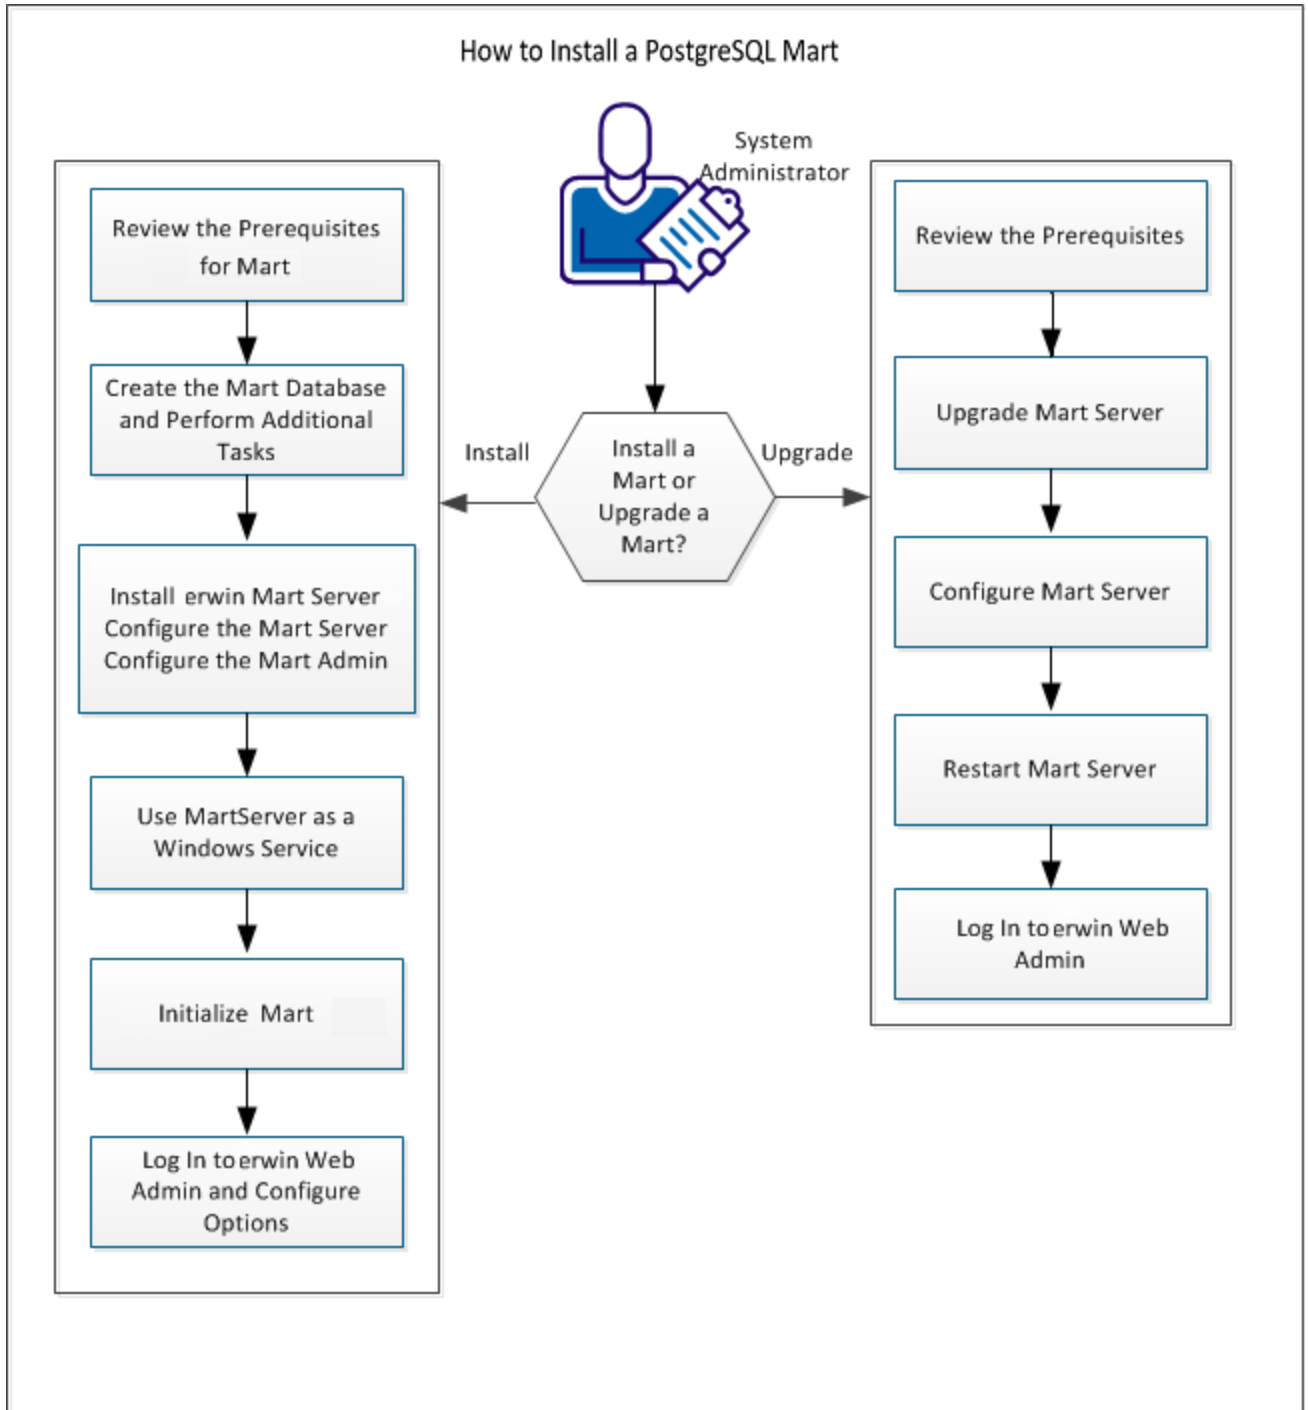 How to Install a PostgreSQL Mart
System
Administrator
Install a
Mart or
Upgrade a
Mart?
Install
Upgrade
Review the Prerequisites
for Mart
Create the Mart Database
and Perform Additional
Tasks
Install erwin Mart Server
Configure the Mart Server
Configure the Mart Admin
Use MartServer as a
Windows Service
Initialize Mart
Log In to erwin Web
Admin and Configure
Options
Review the Prerequisites
Upgrade Mart Server
Configure Mart Server
Restart Mart Server
Log In to erwin Web
Admin